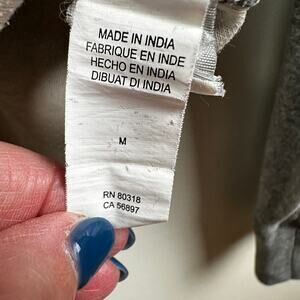 MADE IN INDIA
FABRIQUE EN INDE
HECHO EN INDIA
DIBUAT DI INDIA
M
RN 80318
CA 56897